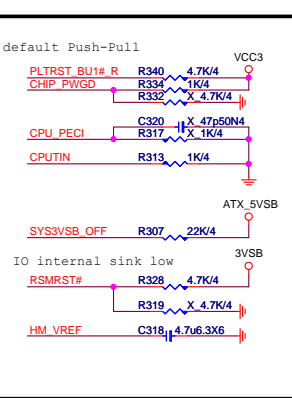 default Push-Pull
VCC3
PLTRST_BU1#_R R340 4.7K/4
CHIP_PWGD R334 1K/4
R332 X_4.7K/4
C320 X_47p50N4
CPU_PECI R317 X_1K/4
CPUTIN R313 1K/4
ATX_5VSB
SYS3VSB_OFF R307 22K/4
IO internal sink low
3VSB
RSMRST# R328 4.7K/4
R319 X_4.7K/4
HM_VREF C318 4.7u6.3X6